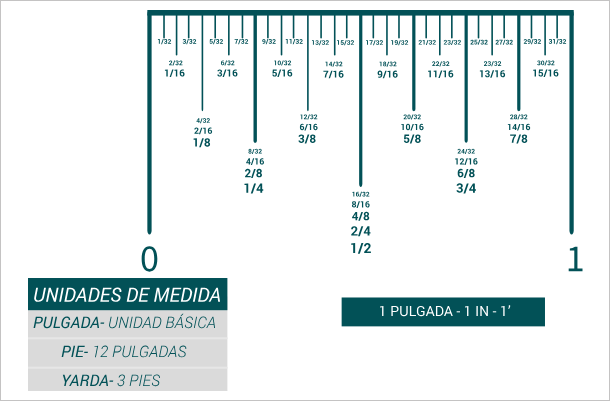 1/32 3/32 5/32 7/32 9/32 11/32 13/32 15/32 17/32 19/32 21/32 23/32 25/32 27/32 29/32 31/32
2/32 6/32 10/32 14/32 18/32 22/32 23/32 30/32
1/16 3/16 5/16 7/16 9/16 11/16 13/16 15/16
4/32 12/32 20/32 28/32
2/16 6/16 10/16 14/16
1/8 3/8 5/8 7/8
8/32 24/32
4/16 12/16
2/8 6/8
1/4 3/4
16/32
8/16
4/8
2/4
1/2
0 1
UNIDADES DE MEDIDA
PULGADA- UNIDAD BÁSICA
PIE- 12 PULGADAS
YARDA- 3 PIES
1 PULGADA - 1 IN - 1’